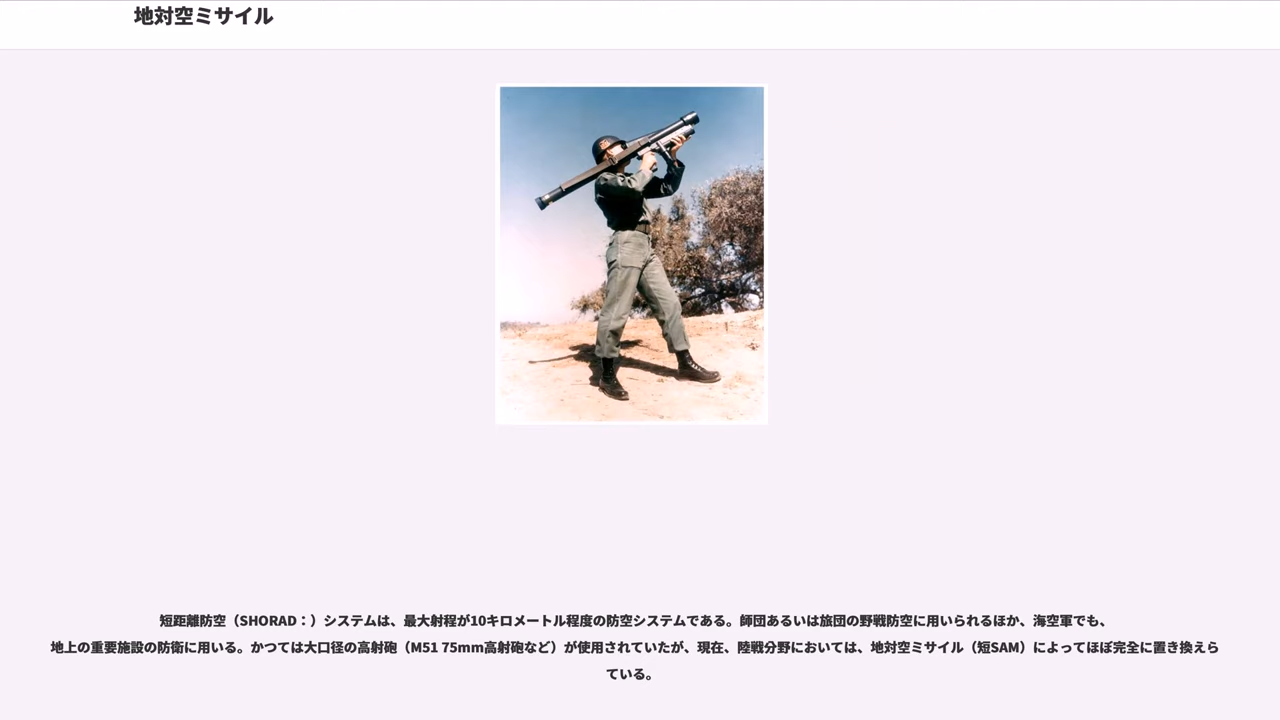 地対空ミサイル
短距離防空（SHORAD：）システムは、最大射程が10キロメートル程度の防空システムである。師団あるいは旅団の野戦防空に用いられるほか、海空軍でも、
地上の重要施設の防衛に用いる。かつては大口径の高射砲（M51 75mm高射砲など）が使用されていたが、現在、陸戦分野においては、地対空ミサイル（短SAM）によってほぼ完全に置き換えら
ている。